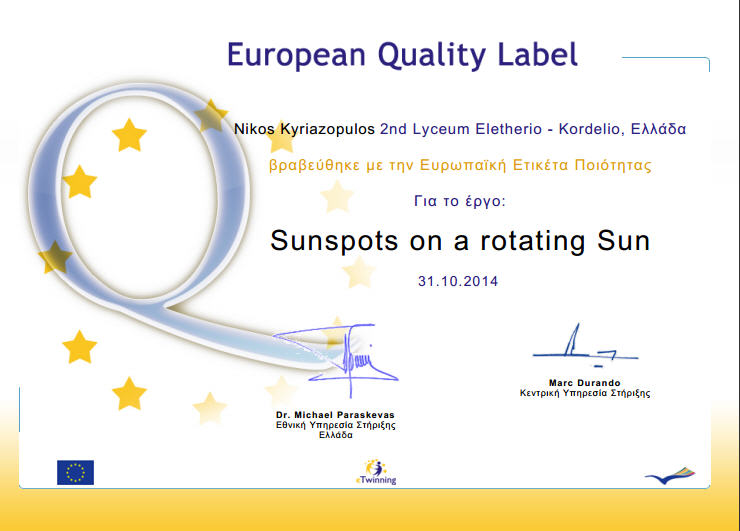 European Quality Label
Nikos Kyriazopulos 2nd Lyceum Eletherio - Kordelio, Ελλάδα
βραβεύθηκε με την Ευρωπαϊκή Ετικέτα Ποιότητας
Για το έργο:
Sunspots on a rotating Sun
31.10.2014
Dr. Michael Paraskevas
Εθνική Υπηρεσία Στήριξης
Ελλάδα
Marc Durando
Κεντρική Υπηρεσία Στήριξης
eTwinning